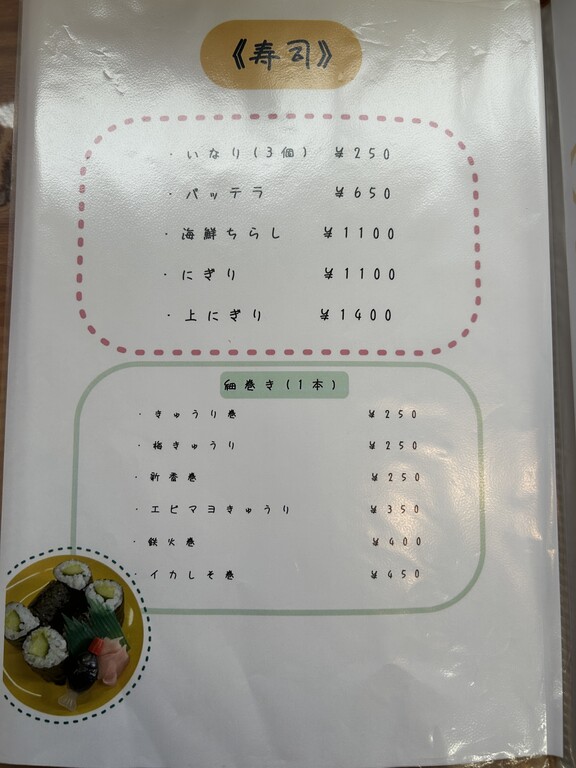 《寿司》
・いなり(3個) ¥250
・バッテラ ¥650
・海鮮ちらし ¥1100
・にぎり ¥1100
・上にぎり ¥1400
細巻き(1本)
・きゅうり巻 ¥250
・梅きゅうり ¥250
・新香巻 ¥250
・エビマヨきゅうり ¥350
・鉄火巻 ¥400
・イカしそ巻 ¥450